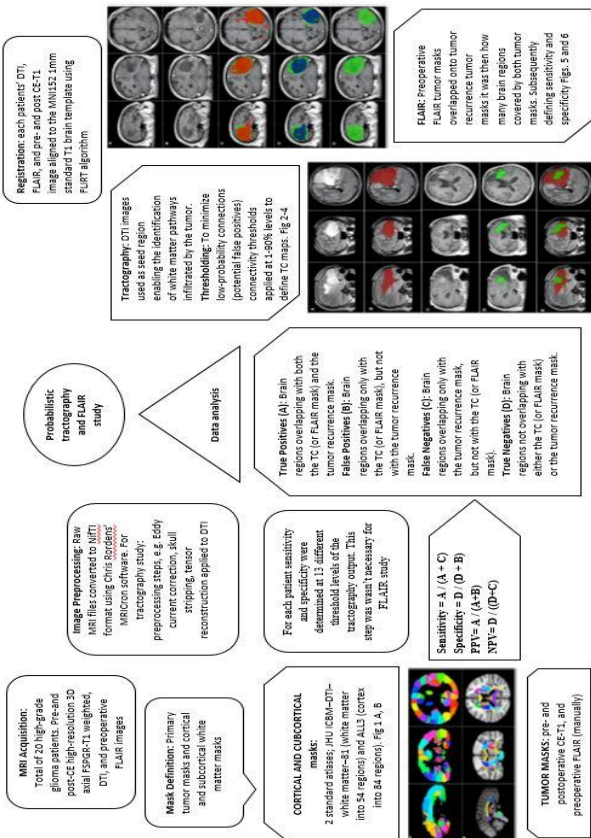 Probabilistic
tractography
and FLAIR
study
MRI Acquisition:
Total of 20 high-grade
glioma patients. Pre-and
post-CE high-resolution 3D
axial FSPGR-T1 weighted,
DTI, and preoperative
FLAIR images
Image Preprocessing: Raw
MRI files converted to NifTI
format using Chris Rordens'
MRICron software. For
tractography study:
preprocessing steps, e.g. Eddy
current correction, skull
stripping, tensor
reconstruction applied to DTI
Registration: each patients' DTI,
FLAIR, and pre- and post CE-T1
image aligned to the MNI152 1mm
standard T1 brain template using
FLIRT algorithm
Mask Definition: Primary
tumor masks and cortical
and subcortical white
matter masks
Data analysis
Tractography: DTI images
used as seed region
enabling the identification
of white matter pathways
infiltrated by the tumor.
Thresholding: To minimize
low-probability connections
(potential false positives)
connectivity thresholds
applied at 1-90% levels to
define TC maps. Fig 2-4
CORTICAL AND CUBCORTICAL
masks:
2 standard atlases; JHU ICBM–DTI–
white matter–81 (white matter
into 54 regions) and ALL3 (cortex
into 84 regions). Fig 1 A, B
For each patient sensitivity
and specificity were
determined at 13 different
threshold levels of the
tractography output. This
step was wasn't necessary for
FLAIR study
True Positives (A): Brain
regions overlapping with both
the TC (or FLAIR mask) and the
tumor recurrence mask.
False Positives (B): Brain
regions overlapping only with
the TC (or FLAIR mask), but not
with the tumor recurrence
mask.
False Negatives (C): Brain
regions overlapping only with
the tumor recurrence mask,
but not with the TC (or FLAIR
mask).
True Negatives (D): Brain
regions not overlapping with
either the TC (or FLAIR mask)
or the tumor recurrence mask.
FLAIR: Preoperative
FLAIR tumor masks
overlapped onto tumor
recurrence tumor
masks it was then how
many brain regions
covered by both tumor
masks. Subsequently
defining sensitivity and
specificity Figs. 5 and 6
Sensitivity = A / (A + C)
Specificity = D / (D + B)
PPV= A / (A+B)
NPV= D / ((D+C)
TUMOR MASKS: pre- and
postoperative CE-T1, and
preoperative FLAIR (manually)